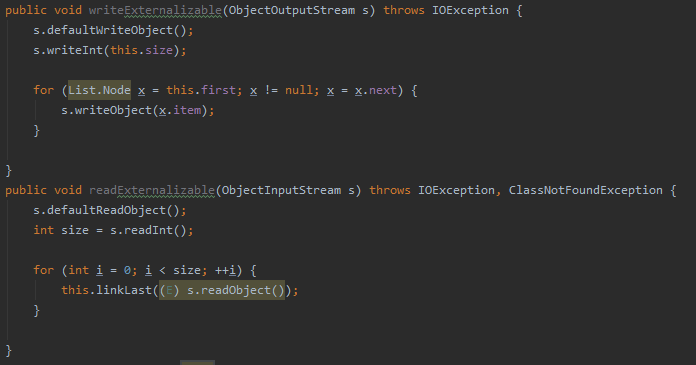 public void writeExternalizable(ObjectOutputStream s) throws IOException {
    s.defaultWriteObject();
    s.writeInt(this.size);
    for (List.Node x = this.first; x != null; x = x.next) {
        s.writeObject(x.item);
    }
}
public void readExternalizable(ObjectInputStream s) throws IOException, ClassNotFoundException {
    s.defaultReadObject();
    int size = s.readInt();
    for (int i = 0; i < size; ++i) {
        this.linkLast((E) s.readObject());
    }
}